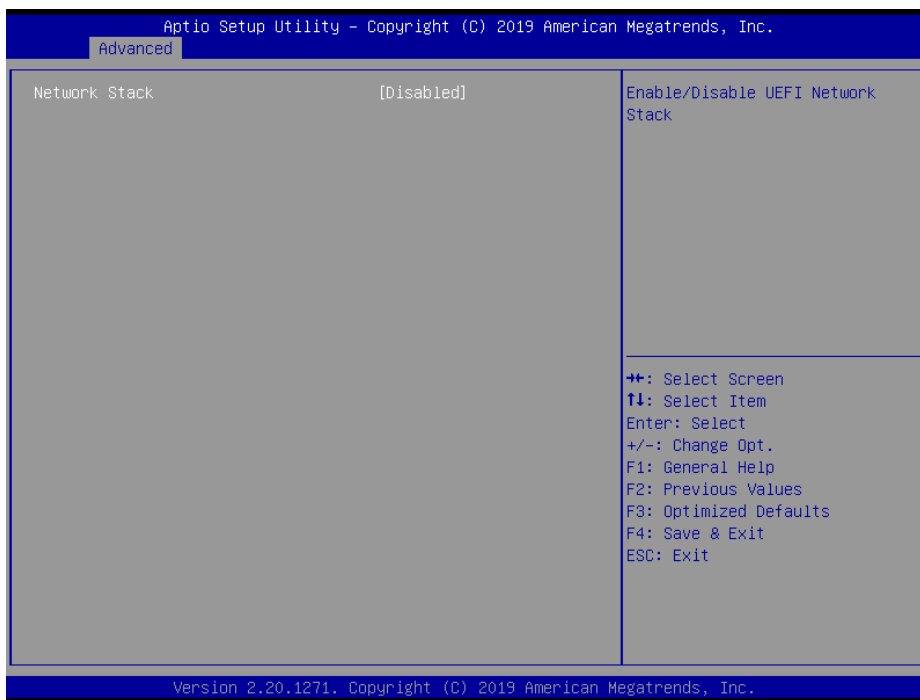 Aptio Setup Utility – Copyright (C) 2019 American Megatrends, Inc.
Advanced
Network Stack [Disabled]
Enable/Disable UEFI Network
Stack
→←: Select Screen
↑↓: Select Item
Enter: Select
+/-: Change Opt.
F1: General Help
F2: Previous Values
F3: Optimized Defaults
F4: Save & Exit
ESC: Exit
Version 2.20.1271. Copyright (C) 2019 American Megatrends, Inc.